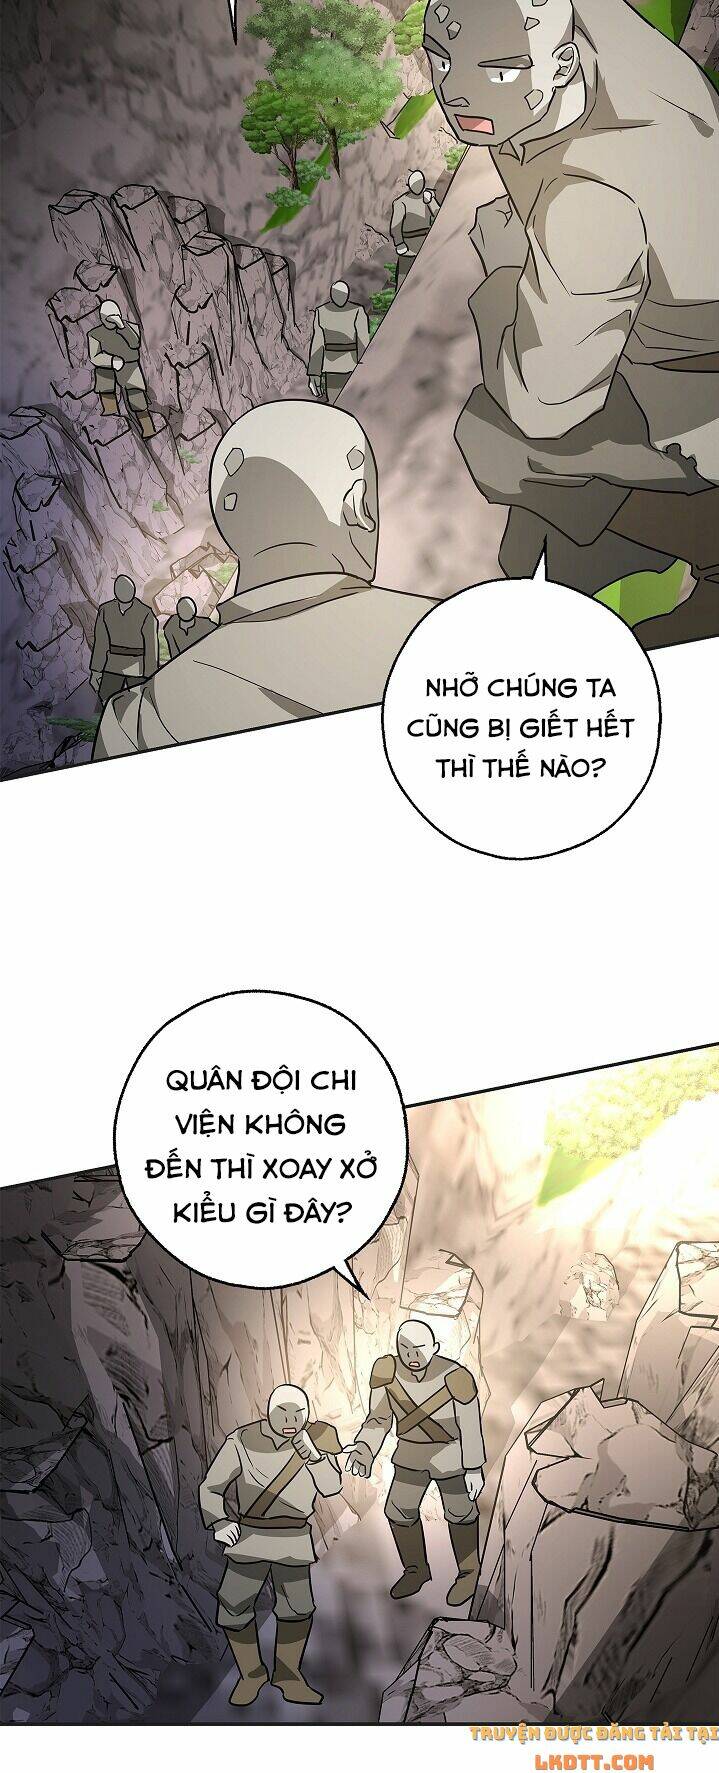 NHỠ CHÚNG TA
CŨNG BỊ GIẾT HẾT
THÌ THẾ NÀO?
QUÂN ĐỘI CHI
VIỆN KHÔNG
ĐẾN THÌ XOAY XỞ
KIỂU GÌ ĐÂY?
TRUYỆN ĐƯỢC ĐĂNG TẢI TẠI
LKDTT.COM